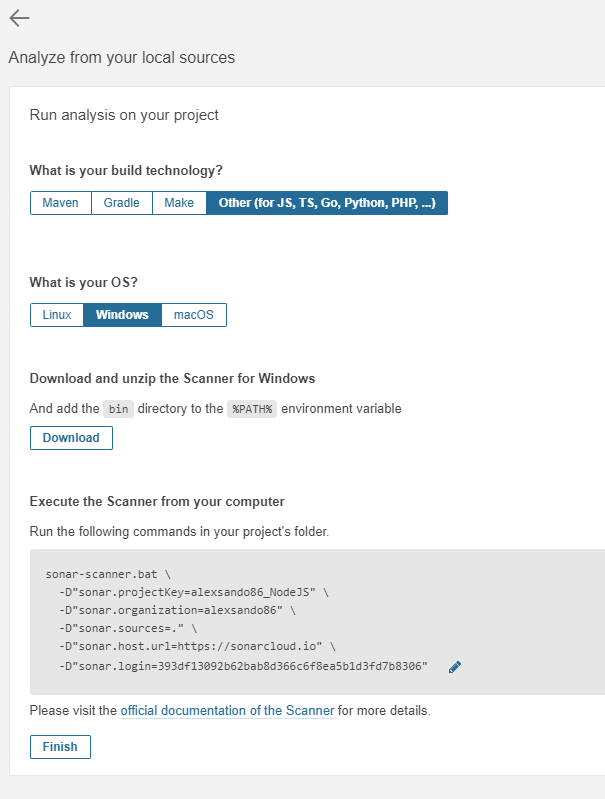 Analyze from your local sources
Run analysis on your project
What is your build technology?
Maven Gradle Make Other (for JS, TS, Go, Python, PHP, ...)
What is your OS?
Linux Windows macOS
Download and unzip the Scanner for Windows
And add the bin directory to the %PATH% environment variable
Download
Execute the Scanner from your computer
Run the following commands in your project's folder.
sonar-scanner.bat \
-D"sonar.projectKey=alexsando86_NodeJS" \
-D"sonar.organization=alexsando86" \
-D"sonar.sources=." \
-D"sonar.host.url=https://sonarcloud.io" \
-D"sonar.login=393df13092b62bab8d366c6f8ea5b1d3fd7b8306"
Please visit the official documentation of the Scanner for more details.
Finish